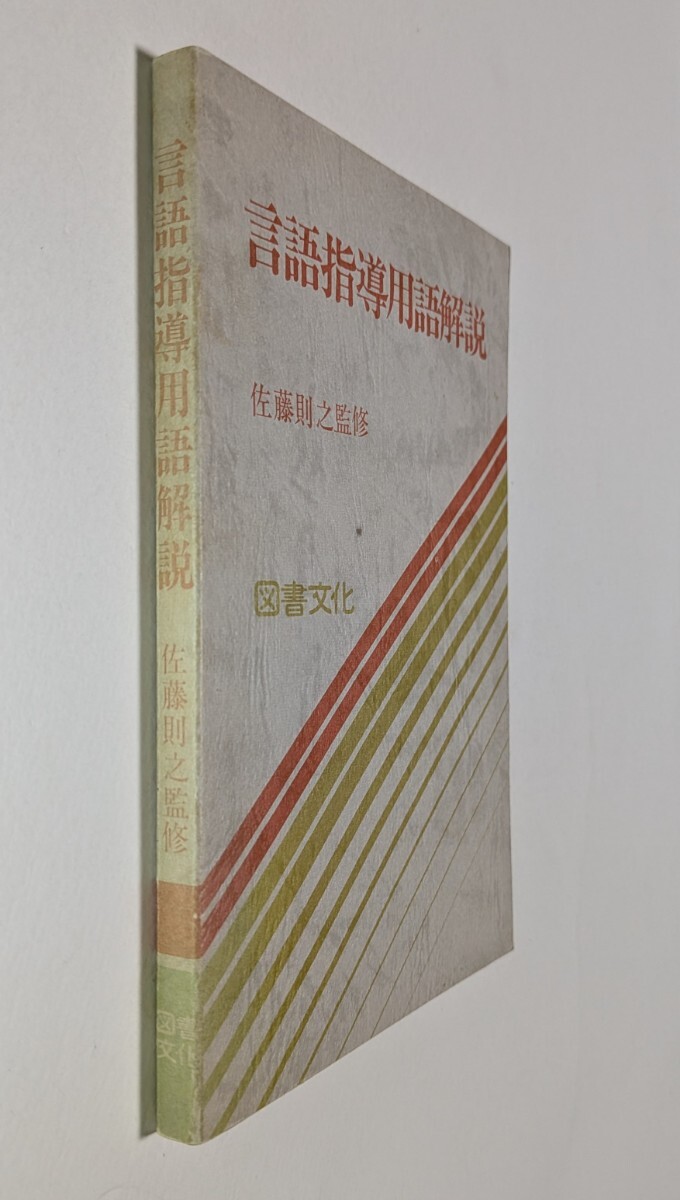 言語指導用語解説
佐藤則之監修
図書文化
言語指導用語解説
佐藤則之監修
図書
文化